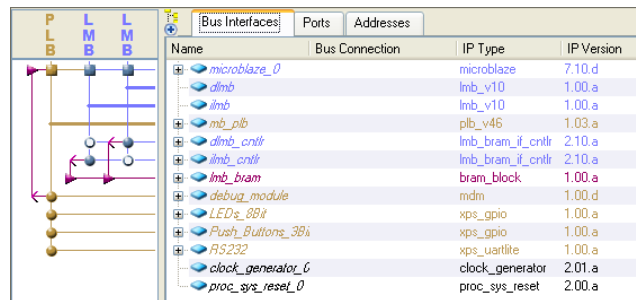 P L B
L M B
L M B
Bus Interfaces Ports Addresses
Name Bus Connection IP Type IP Version
microblaze_0 microblaze 7.10.d
dlmb lmb_v10 1.00.a
ilmb lmb_v10 1.00.a
mb_plb plb_v46 1.03.a
dlmb_cntlr lmb_bram_if_cntlr 2.10.a
ilmb_cntlr lmb_bram_if_cntlr 2.10.a
lmb_bram bram_block 1.00.a
debug_module mdm 1.00.d
LEDs_8Bit xps_gpio 1.00.a
Push_Buttons_3Bit xps_gpio 1.00.a
RS232 xps_uartlite 1.00.a
clock_generator_0 clock_generator 2.01.a
proc_sys_reset_0 proc_sys_reset 2.00.a